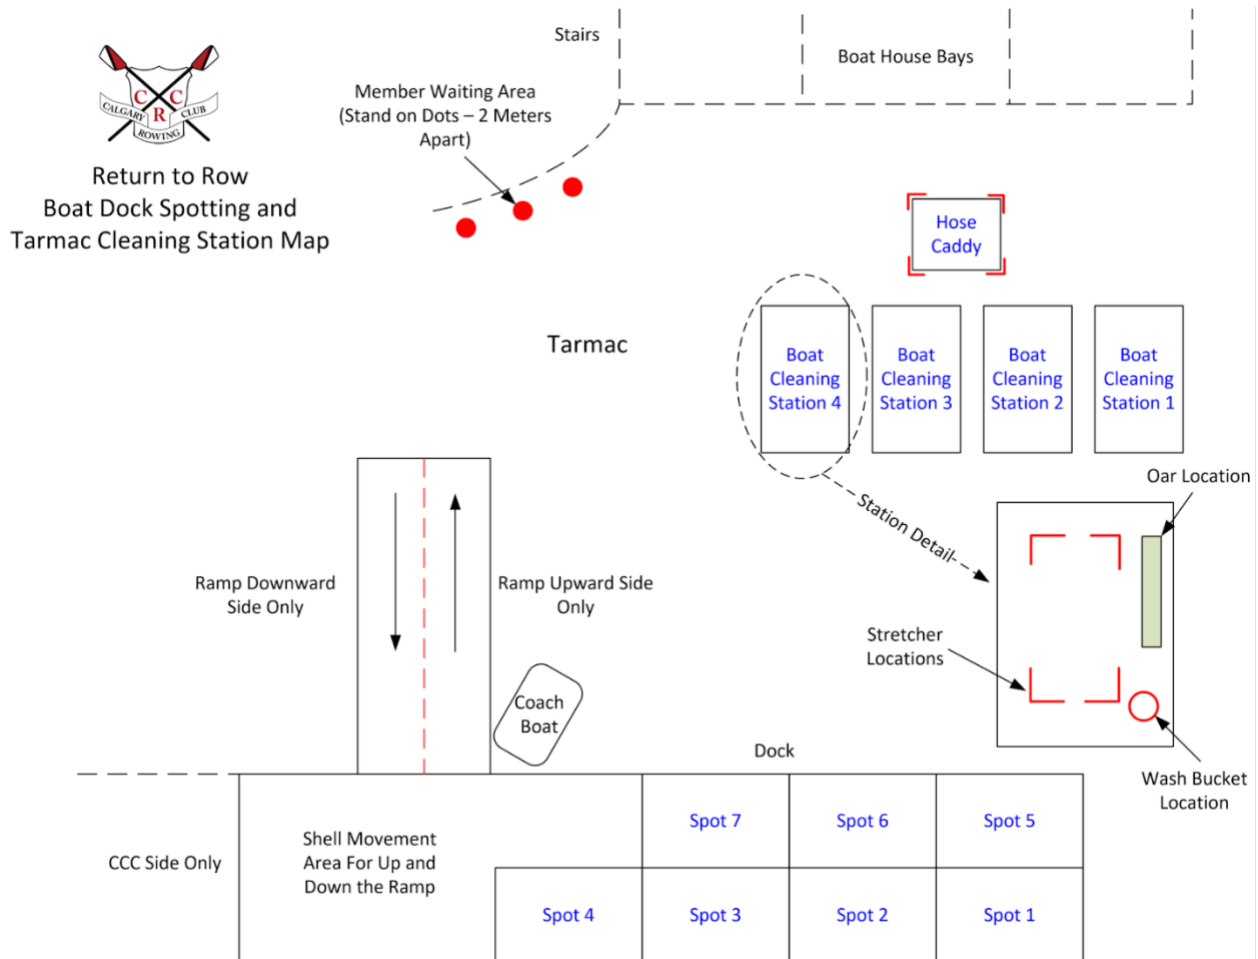 C C
R
CALGARY CLUB
ROWING
Return to Row
Boat Dock Spotting and
Tarmac Cleaning Station Map
Stairs
Boat House Bays
Member Waiting Area
(Stand on Dots – 2 Meters
Apart)
Hose
Caddy
Tarmac
Boat
Cleaning
Station 4
Boat
Cleaning
Station 3
Boat
Cleaning
Station 2
Boat
Cleaning
Station 1
Oar Location
Station Detail
Ramp Downward
Side Only
Ramp Upward Side
Only
Stretcher
Locations
Coach
Boat
Dock
Wash Bucket
Location
CCC Side Only
Shell Movement
Area For Up and
Down the Ramp
Spot 7
Spot 6
Spot 5
Spot 4
Spot 3
Spot 2
Spot 1